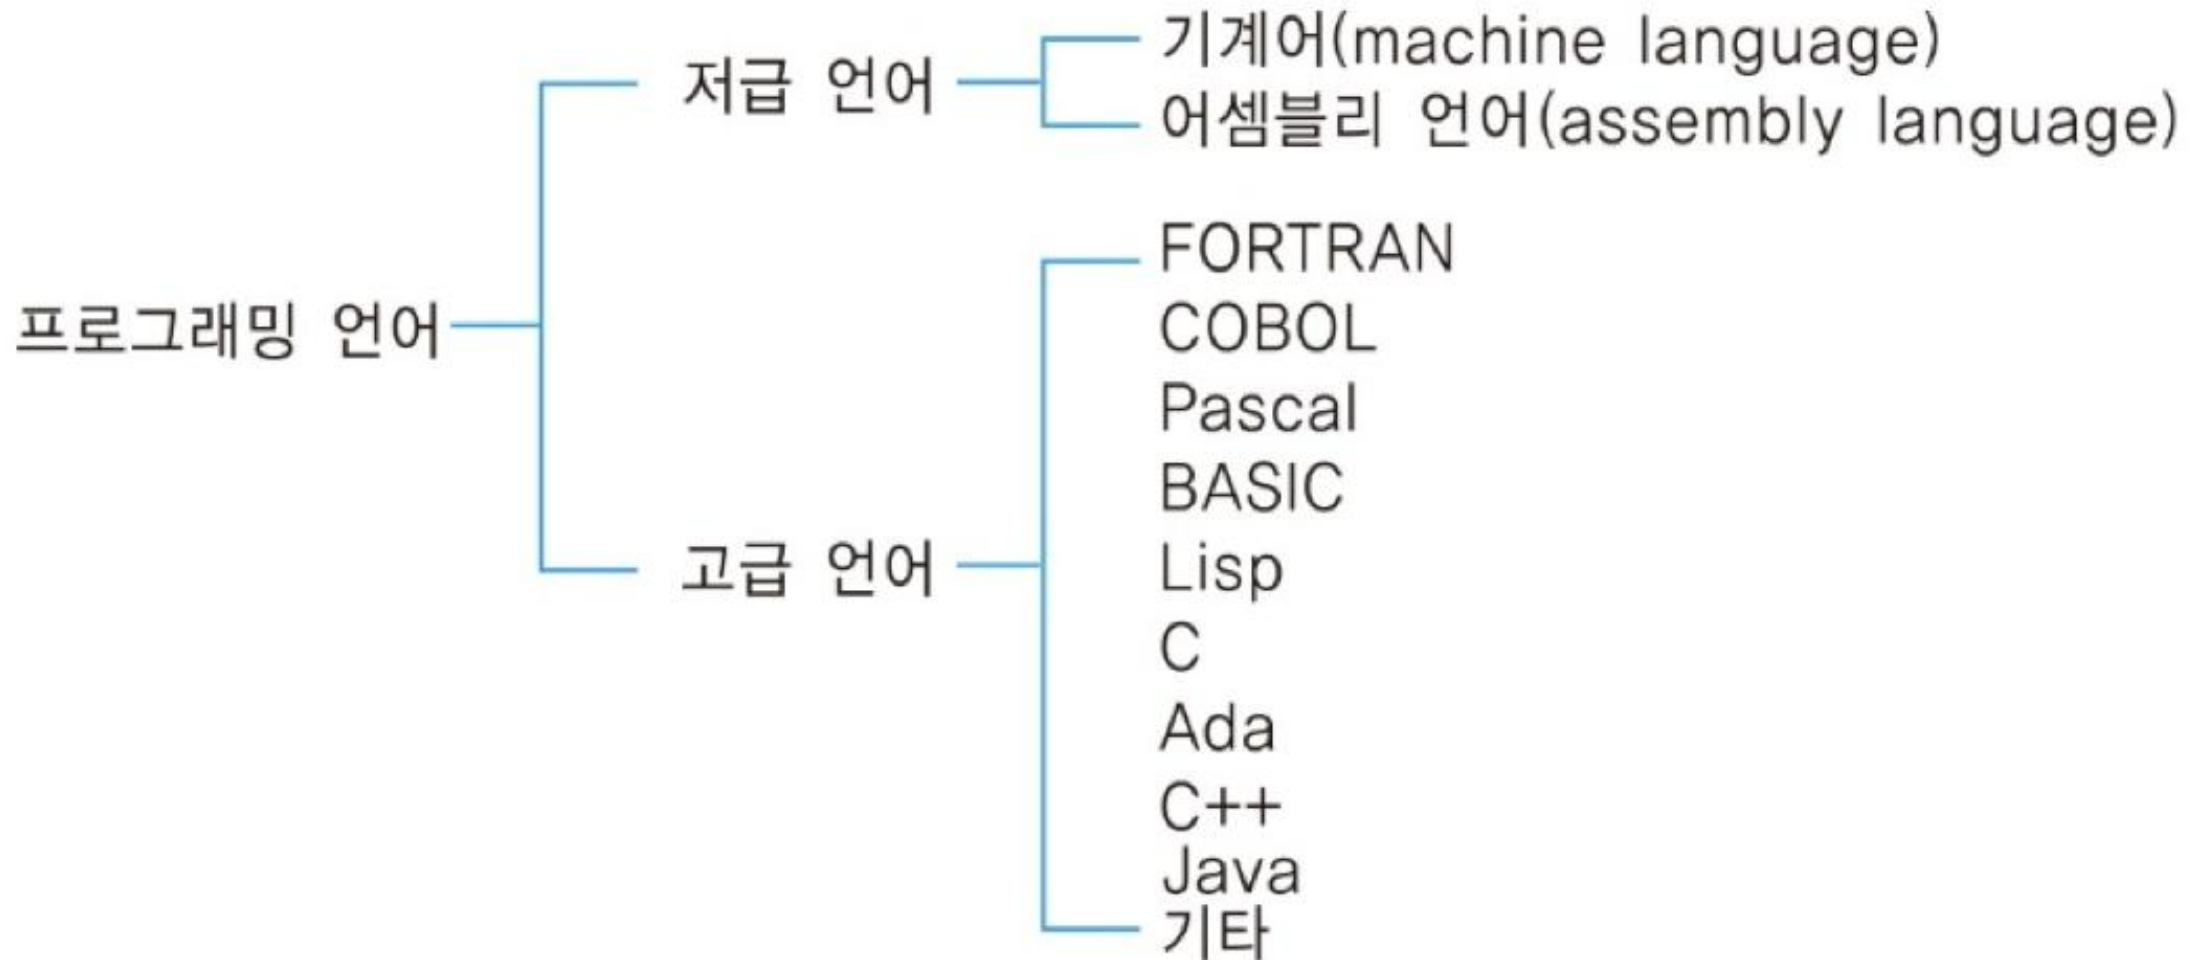 프로그래밍 언어
저급 언어
기계어(machine language)
어셈블리 언어(assembly language)
고급 언어
FORTRAN
COBOL
Pascal
BASIC
Lisp
C
Ada
C++
Java
기타